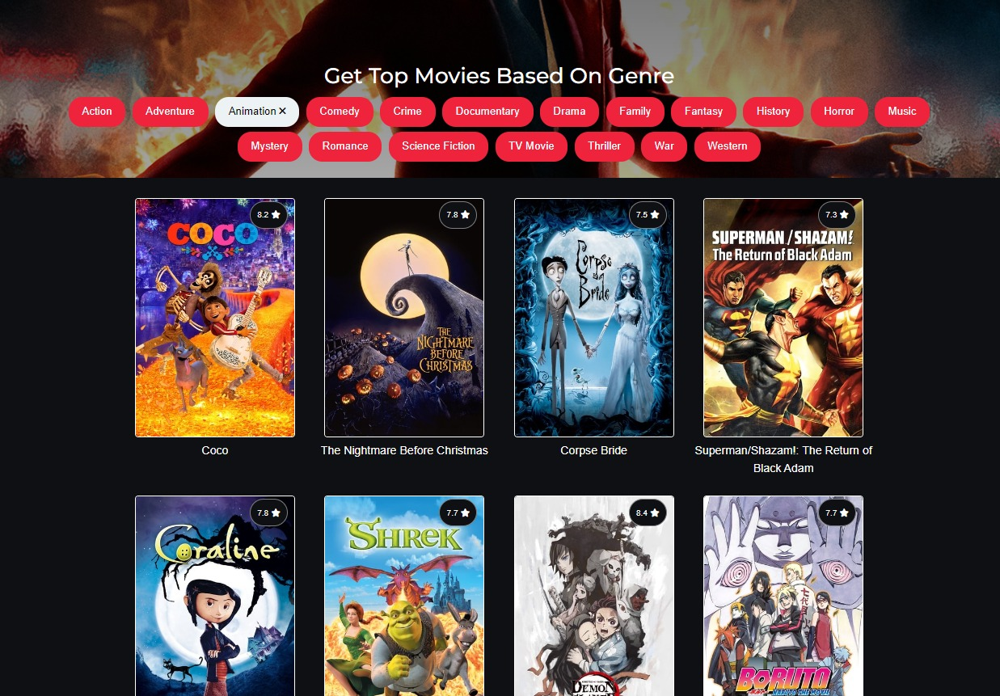 Get Top Movies Based On Genre
Action Adventure Animation ✕ Comedy Crime Documentary Drama Family Fantasy History Horror Music
Mystery Romance Science Fiction TV Movie Thriller War Western
8.2 ★ 7.8 ★ 7.5 ★ 7.3 ★
COCO
THE
NIGHTMARE
BEFORE
CHRISTMAS
Corpse
Bride
SUPERMAN / SHAZAM!
The Return of Black Adam
Coco The Nightmare Before Christmas Corpse Bride Superman/Shazam!: The Return of
Black Adam
7.8 ★ 7.7 ★ 8.4 ★ 7.7 ★
Coraline
SHREK
DEMON
七代目
BORUTO
NARUTO THE MOVIE